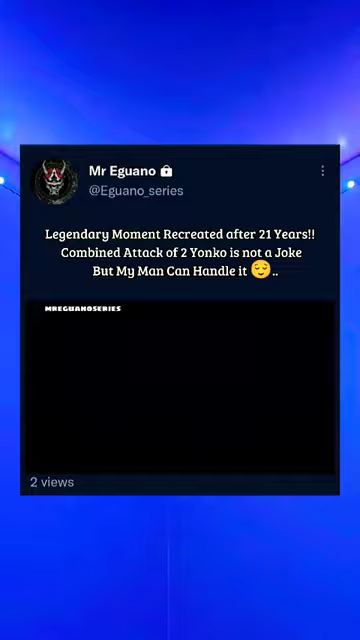 Mr Eguano
@Eguano_series
Legendary Moment Recreated after 21 Years!!
Combined Attack of 2 Yonko is not a Joke
But My Man Can Handle it 😌..
MREGUANOSERIES
2 views